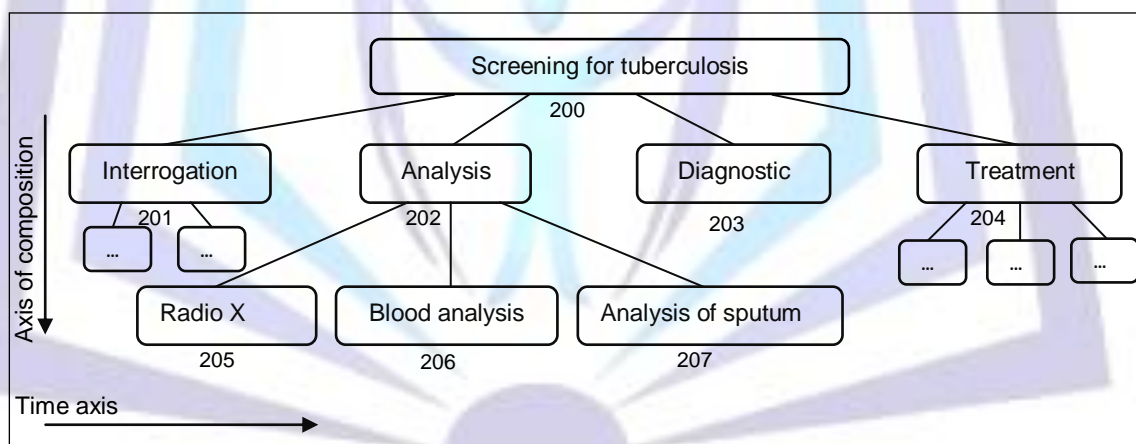 Screening for tuberculosis
200
Interrogation
Analysis
Diagnostic
Treatment
201
202
203
204
...
...
...
...
...
Radio X
Blood analysis
Analysis of sputum
205
206
207
Axis of composition
Time axis